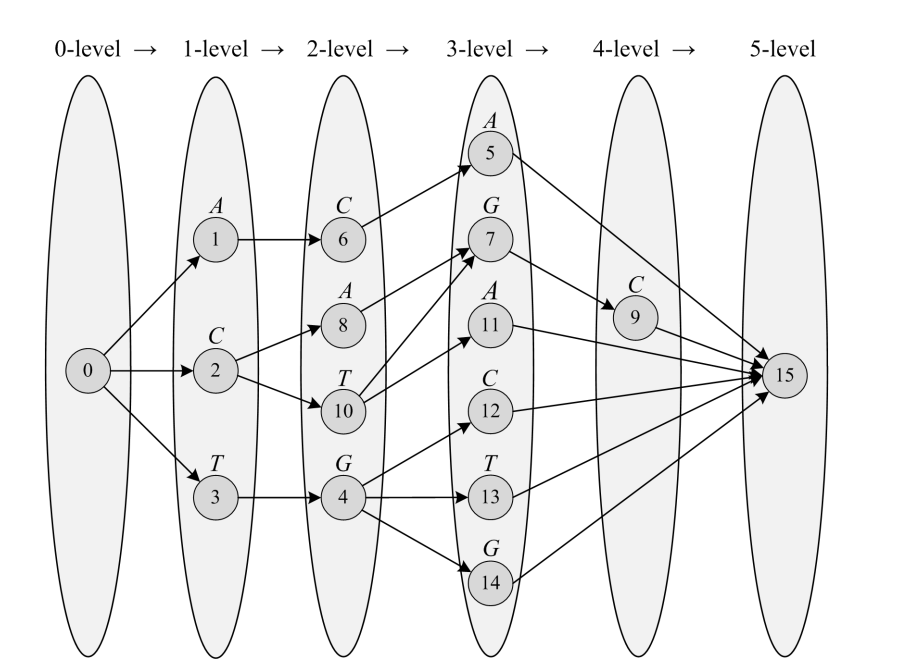 0-level → 1-level → 2-level → 3-level → 4-level → 5-level
A
5
A C G
1 6 7
C
9
A A
8 11
C
0 2 15
T C
10 12
T G T
3 4 13
G
14